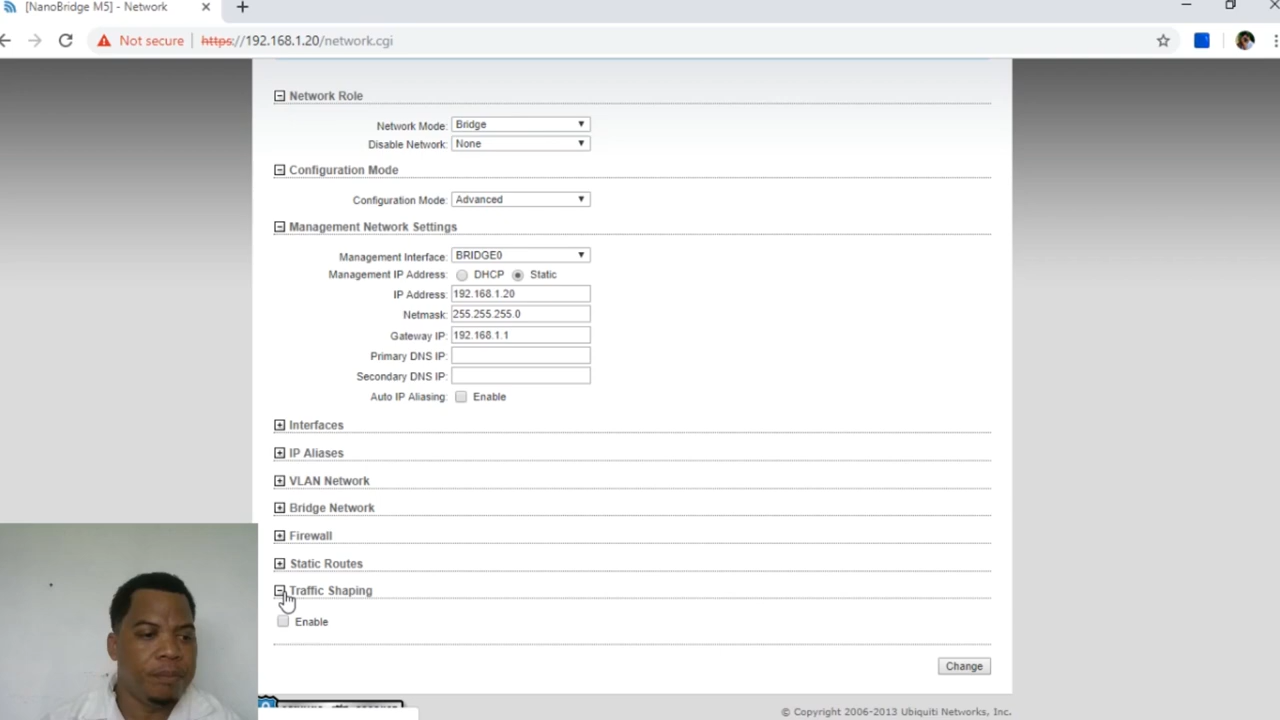 [NanoBridge M5] - Network
Not secure https://192.168.1.20/network.cgi
Network Role
Network Mode: Bridge
Disable Network: None
Configuration Mode
Configuration Mode: Advanced
Management Network Settings
Management Interface: BRIDGE0
Management IP Address: DHCP Static
IP Address: 192.168.1.20
Netmask: 255.255.255.0
Gateway IP: 192.168.1.1
Primary DNS IP:
Secondary DNS IP:
Auto IP Aliasing: Enable
Interfaces
IP Aliases
VLAN Network
Bridge Network
Firewall
Static Routes
Traffic Shaping
Enable
Change
© Copyright 2006-2013 Ubiquiti Networks, Inc.